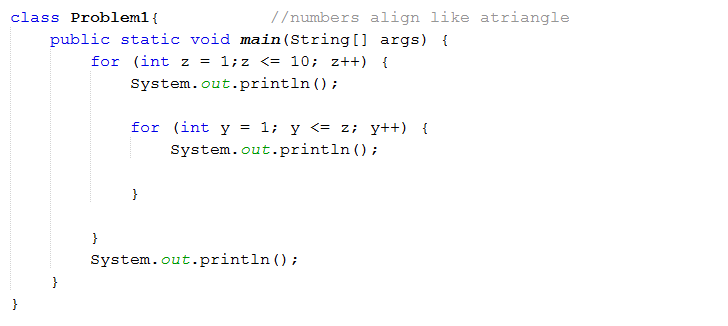 class Problem1{ //numbers align like atriangle
public static void main(String[] args) {
for (int z = 1;z <= 10; z++) {
System.out.println();
for (int y = 1; y <= z; y++) {
System.out.println();
}
}
System.out.println();
}
}